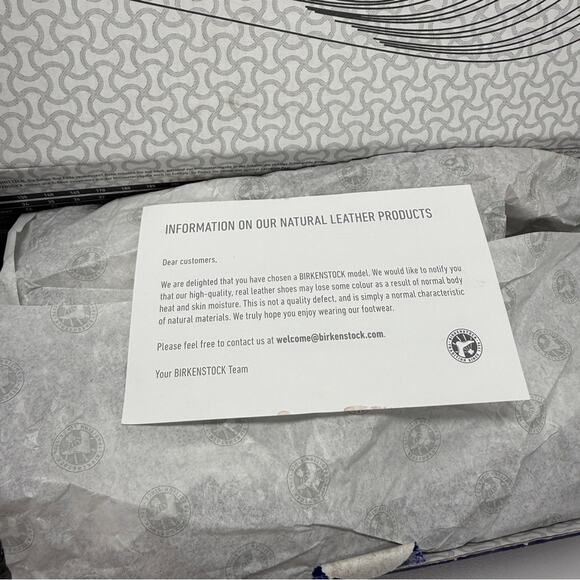 INFORMATION ON OUR NATURAL LEATHER PRODUCTS
Dear customers,
We are delighted that you have chosen a BIRKENSTOCK model. We would like to notify you
that our high-quality, real leather shoes may lose some colour as a result of normal body
heat and skin moisture. This is not a quality defect, and is simply a normal characteristic
of natural materials. We truly hope you enjoy wearing our footwear.
Please feel free to contact us at welcome@birkenstock.com.
Your BIRKENSTOCK Team